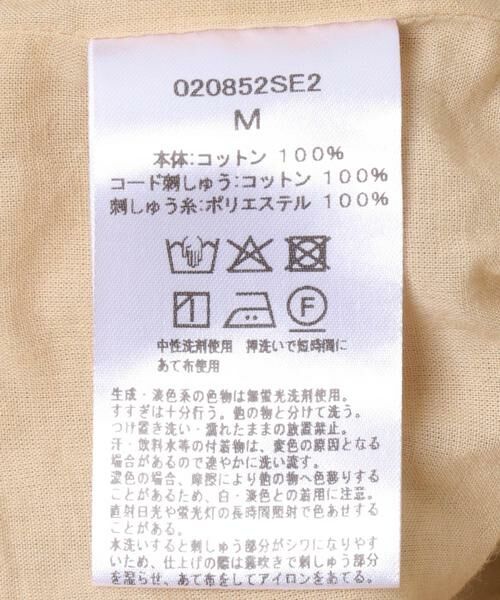 020852SE2
M
本体:コットン 100%
コード刺しゅう:コットン 100%
刺しゅう糸:ポリエステル 100%
F
中性洗剤使用 押洗いで短時間に
あて布使用
生成・淡色系の色物は無蛍光洗剤使用。
すすぎは十分行う。他の物と分けて洗う。
つけ置き洗い・濡れたままの放置禁止。
汗・飲料水等の付着物は、変色の原因となる
場合があるので速やかに洗い流す。
濃色の場合、摩擦により他の物へ色移りする
ことがあるため、白・淡色との着用に注意。
直射日光や蛍光灯の長時間照射で色あせする
ことがある。
水洗いすると刺しゅう部分がシワになりやす
いため、仕上げの際は霧吹きで刺しゅう部分
を湿らせ、あて布をしてアイロンをあてる。